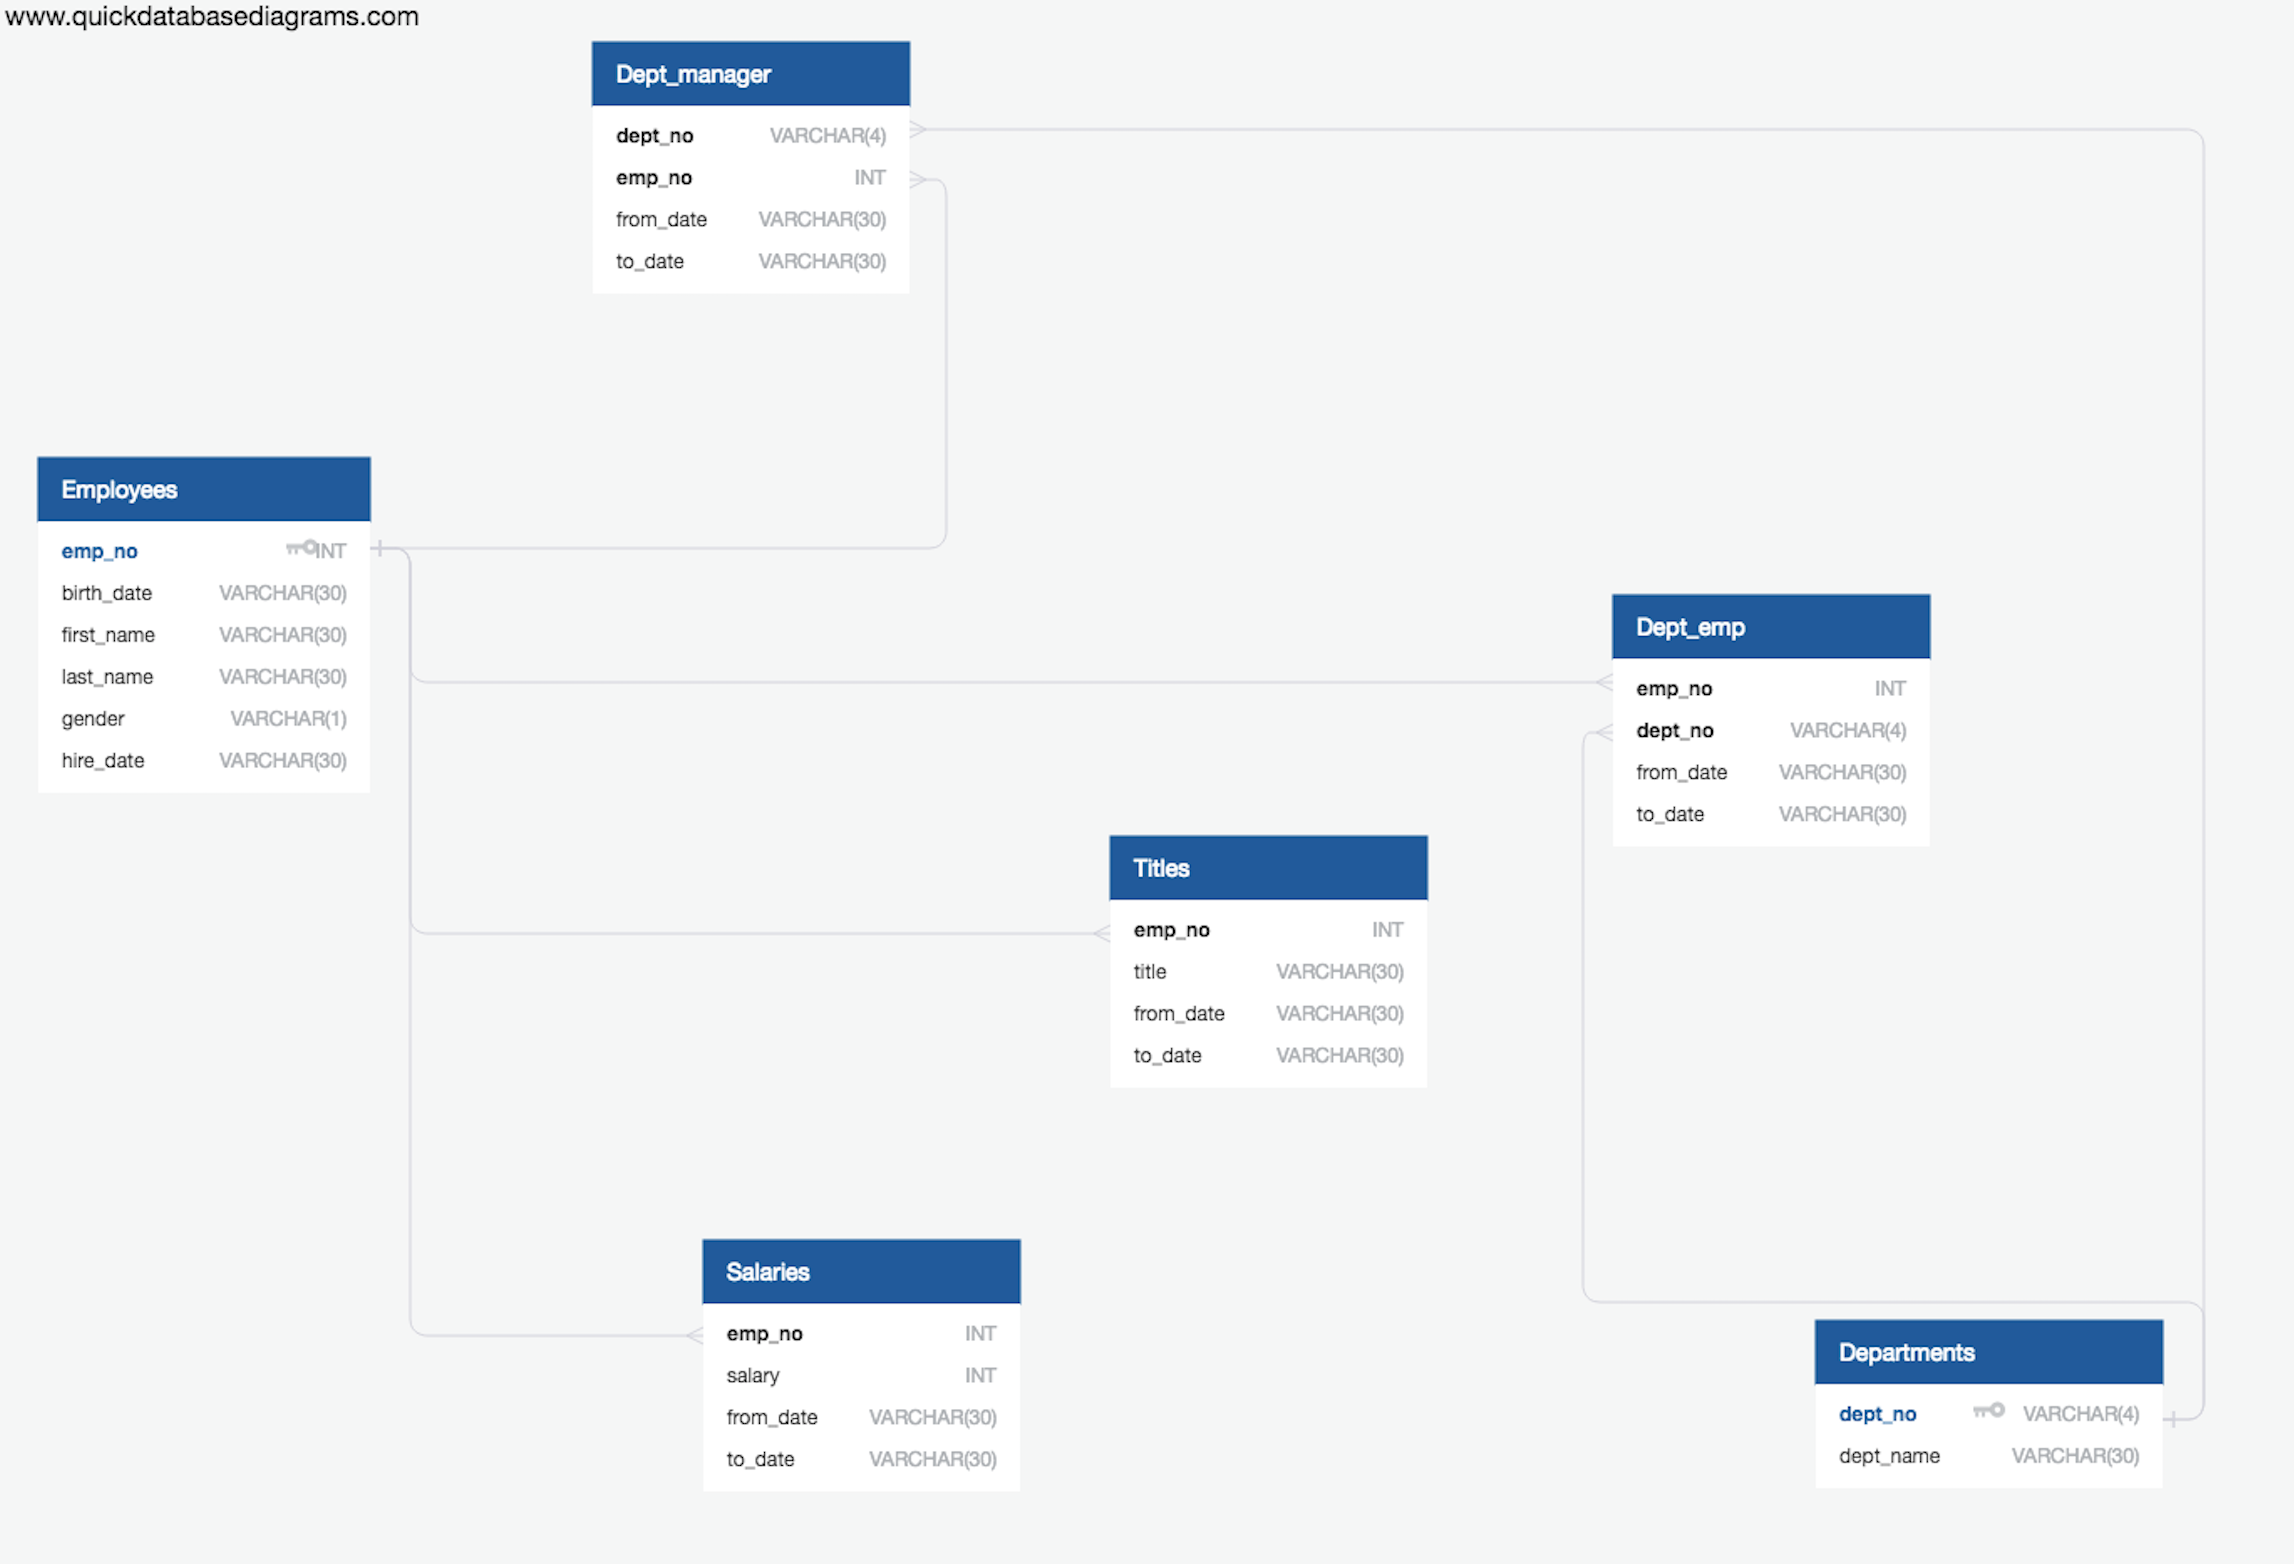 www.quickdatabasediagrams.com
Dept_manager
dept_no VARCHAR(4)
emp_no INT
from_date VARCHAR(30)
to_date VARCHAR(30)
Employees
emp_no INT
birth_date VARCHAR(30)
first_name VARCHAR(30)
last_name VARCHAR(30)
gender VARCHAR(1)
hire_date VARCHAR(30)
Dept_emp
emp_no INT
dept_no VARCHAR(4)
from_date VARCHAR(30)
to_date VARCHAR(30)
Titles
emp_no INT
title VARCHAR(30)
from_date VARCHAR(30)
to_date VARCHAR(30)
Salaries
emp_no INT
salary INT
from_date VARCHAR(30)
to_date VARCHAR(30)
Departments
dept_no VARCHAR(4)
dept_name VARCHAR(30)